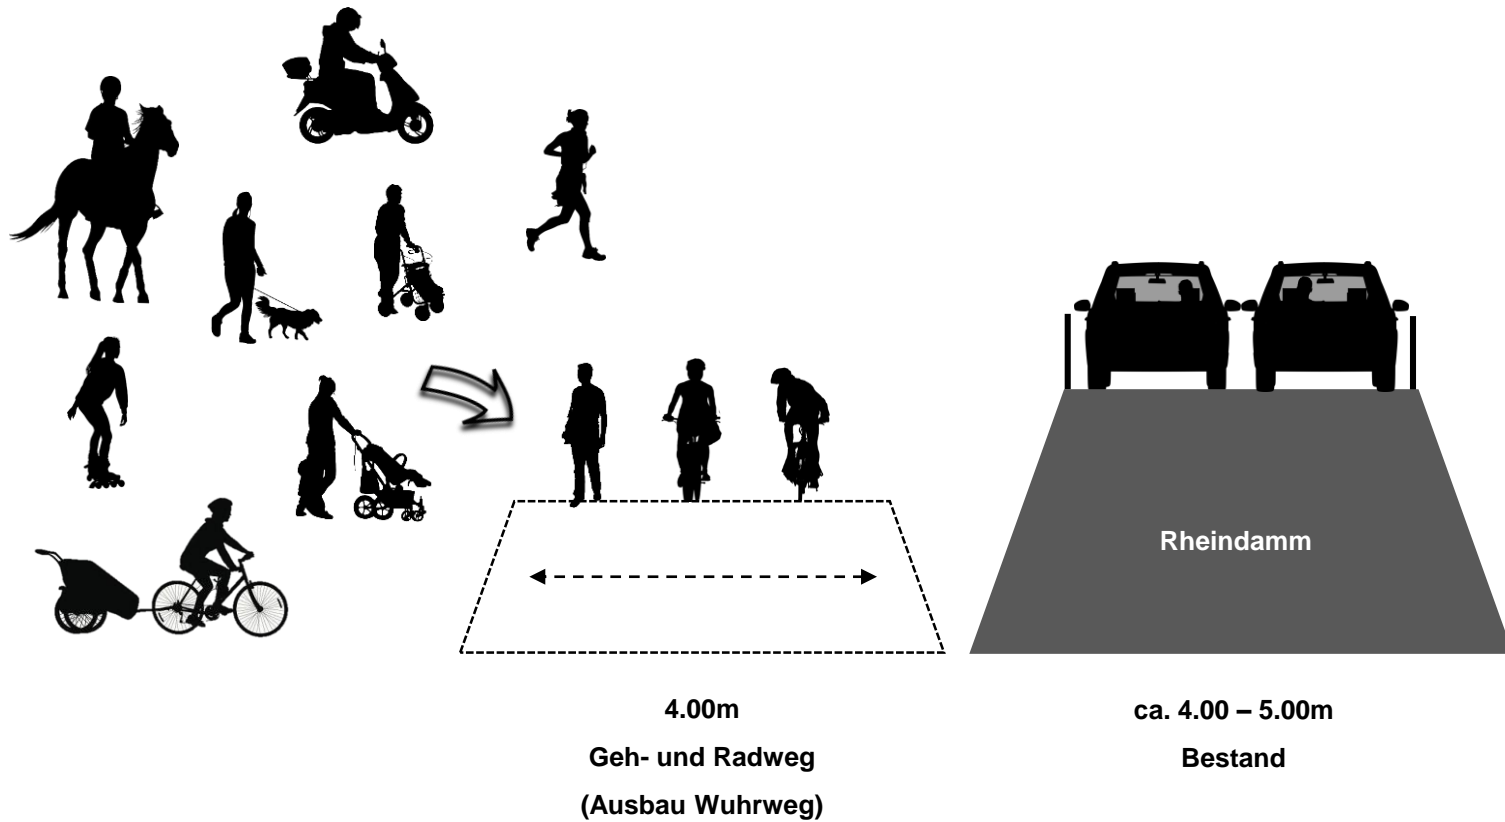 Rheindamm
4.00m
Geh- und Radweg
(Ausbau Wuhrweg)
ca. 4.00 – 5.00m
Bestand